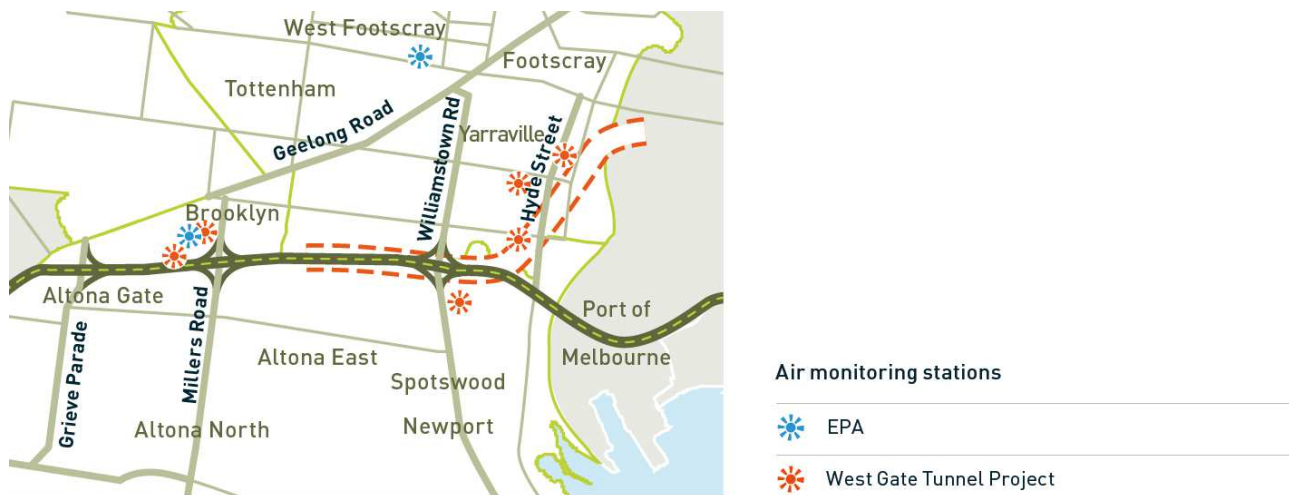 West Footscray
Footscray
Tottenham
Geelong Road
Williamstown Rd
Yarraville
Hyde Street
Brooklyn
Altona Gate
Millers Road
Grieve Parade
Port of
Melbourne
Altona East
Spotswood
Altona North
Newport
Air monitoring stations
EPA
West Gate Tunnel Project